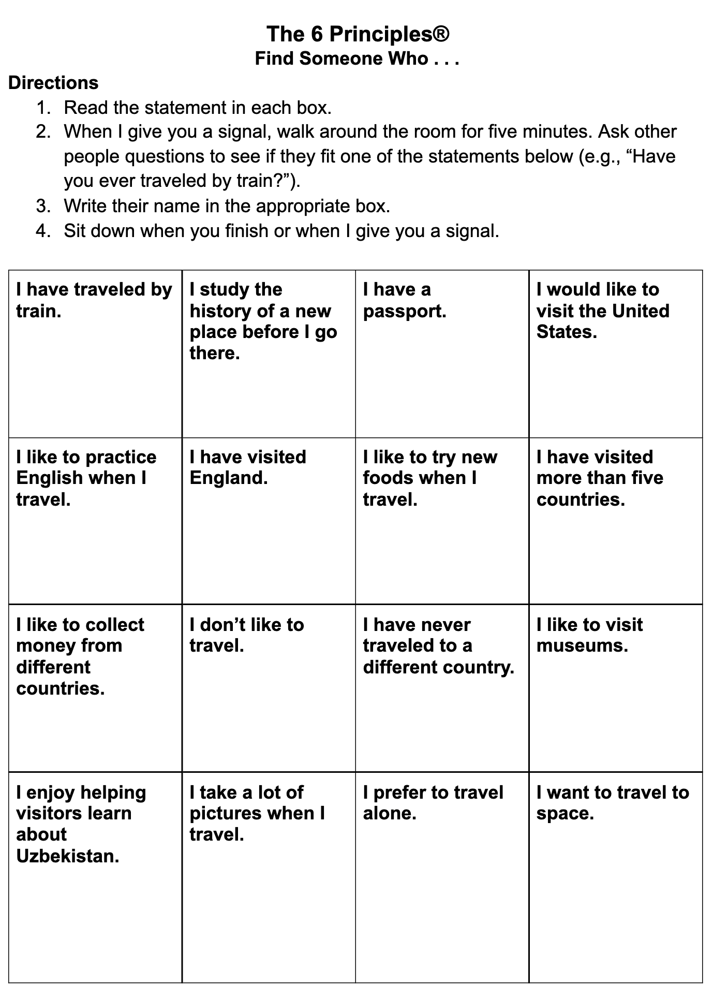 The 6 Principles®
Find Someone Who . . .
Directions
1. Read the statement in each box.
2. When I give you a signal, walk around the room for five minutes. Ask other
people questions to see if they fit one of the statements below (e.g., “Have
you ever traveled by train?”).
3. Write their name in the appropriate box.
4. Sit down when you finish or when I give you a signal.
I have traveled by
train.
I study the
history of a new
place before I go
there.
I have a
passport.
I would like to
visit the United
States.
I like to practice
English when I
travel.
I have visited
England.
I like to try new
foods when I
travel.
I have visited
more than five
countries.
I like to collect
money from
different
countries.
I don’t like to
travel.
I have never
traveled to a
different country.
I like to visit
museums.
I enjoy helping
visitors learn
about
Uzbekistan.
I take a lot of
pictures when I
travel.
I prefer to travel
alone.
I want to travel to
space.